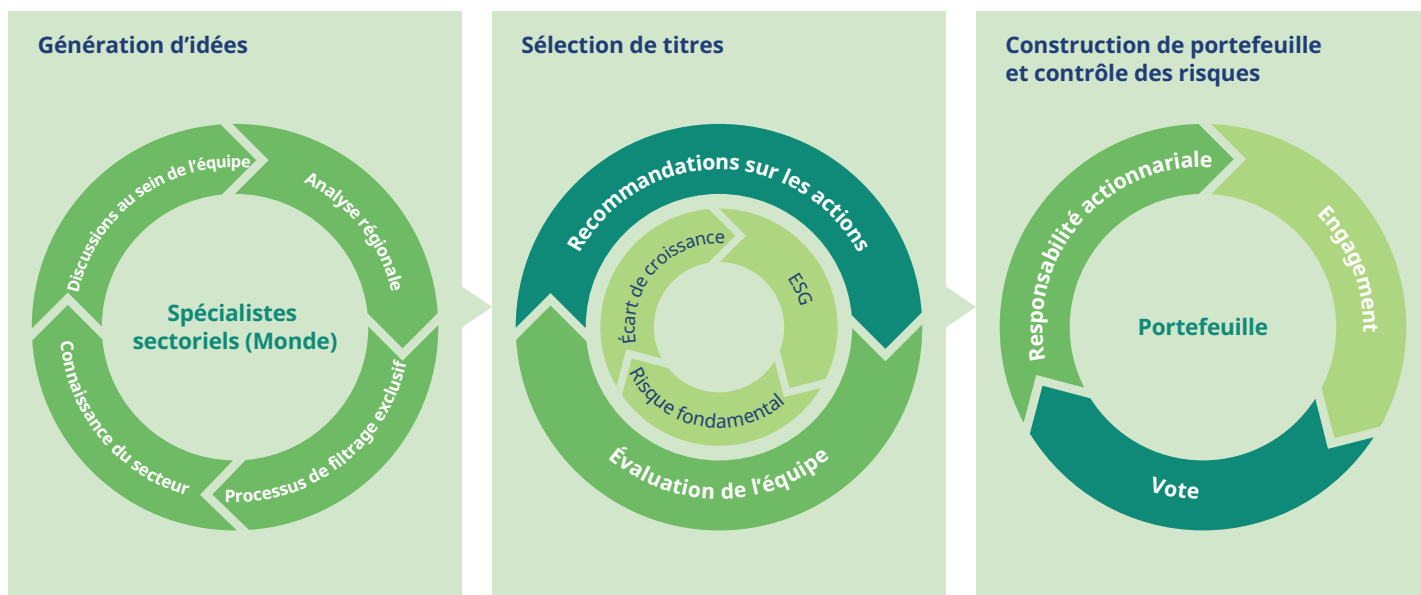 Génération d’idées
Discussions au sein de l’équipe
Analyse régionale
Processus de filtrage exclusif
Connaissance du secteur
Spécialistes
sectoriels (Monde)
Sélection de titres
Recommandations sur les actions
Évaluation de l’équipe
Écart de croissance
ESG
Risque fondamental
Construction de portefeuille
et contrôle des risques
Responsabilité actionnariale
Engagement
Vote
Portefeuille